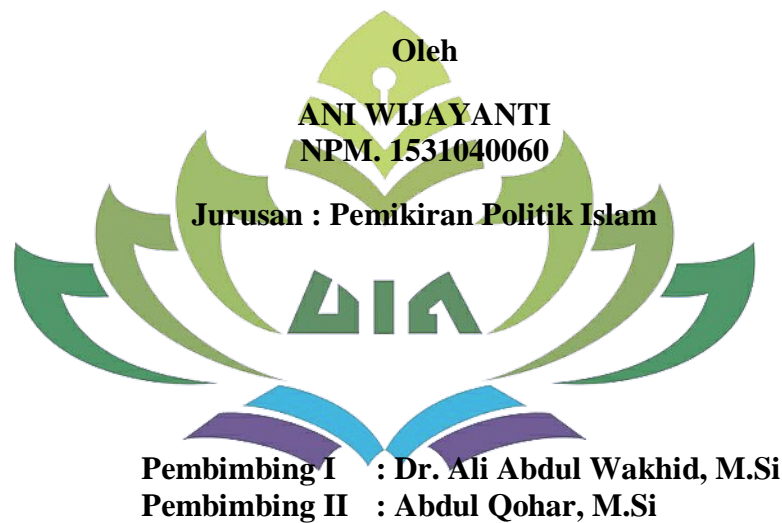 Oleh
ANI WIJAYANTI
NPM. 1531040060
Jurusan : Pemikiran Politik Islam
UIN
Pembimbing I : Dr. Ali Abdul Wakhid, M.Si
Pembimbing II : Abdul Qohar, M.Si